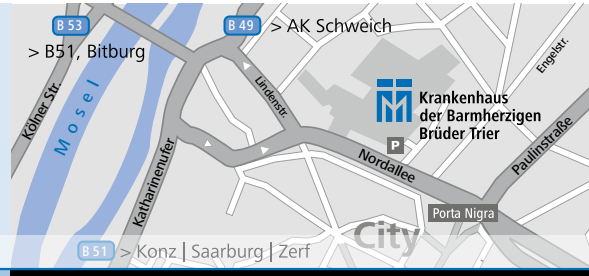 B 53
B 49 > AK Schweich
> B51, Bitburg
Engelstr.
Lindenstr.
Kölner Str.
Mosel
Krankenhaus
der Barmherzigen
Brüder Trier
P
Paulinstraße
Katharinenufer
Nordallee
Porta Nigra
City
B 51 > Konz | Saarburg | Zerf